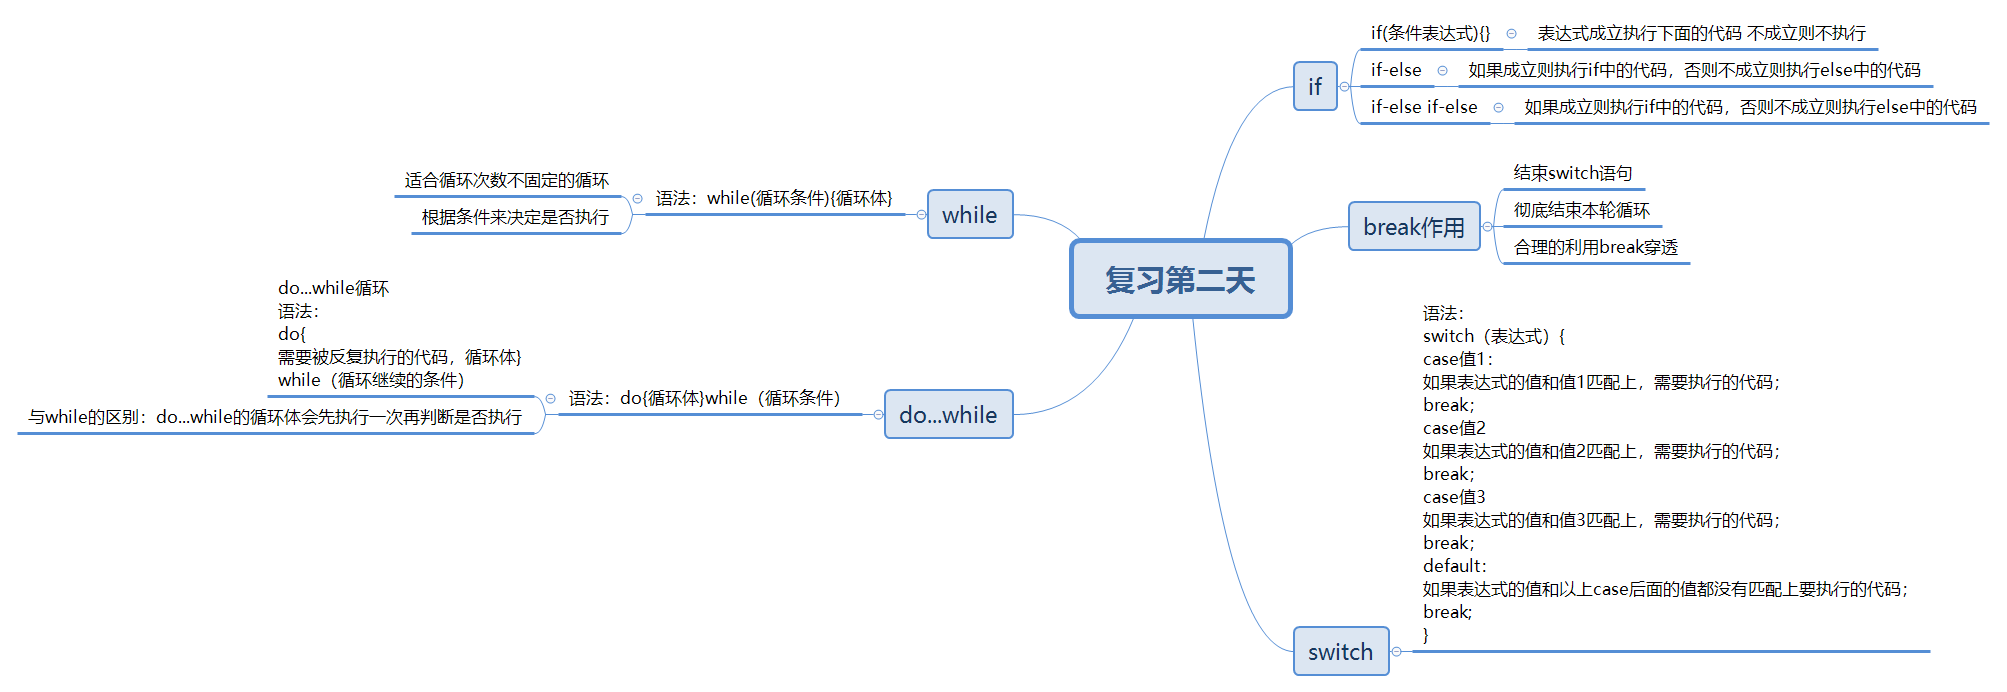 复习第二天
if
if(条件表达式){}
表达式成立执行下面的代码 不成立则不执行
if-else
如果成立则执行if中的代码，否则不成立则执行else中的代码
if-else if-else
如果成立则执行if中的代码，否则不成立则执行else中的代码
break作用
结束switch语句
彻底结束本轮循环
合理的利用break穿透
switch
语法：
switch（表达式）{
case值1：
如果表达式的值和值1匹配上，需要执行的代码；
break；
case值2
如果表达式的值和值2匹配上，需要执行的代码；
break；
case值3
如果表达式的值和值3匹配上，需要执行的代码；
break；
default：
如果表达式的值和以上case后面的值都没有匹配上要执行的代码；
break;
}
while
语法：while(循环条件){循环体}
适合循环次数不固定的循环
根据条件来决定是否执行
do...while
语法：do{循环体}while（循环条件）
do...while循环
语法：
do{
需要被反复执行的代码，循环体}
while（循环继续的条件）
与while的区别：do...while的循环体会先执行一次再判断是否执行